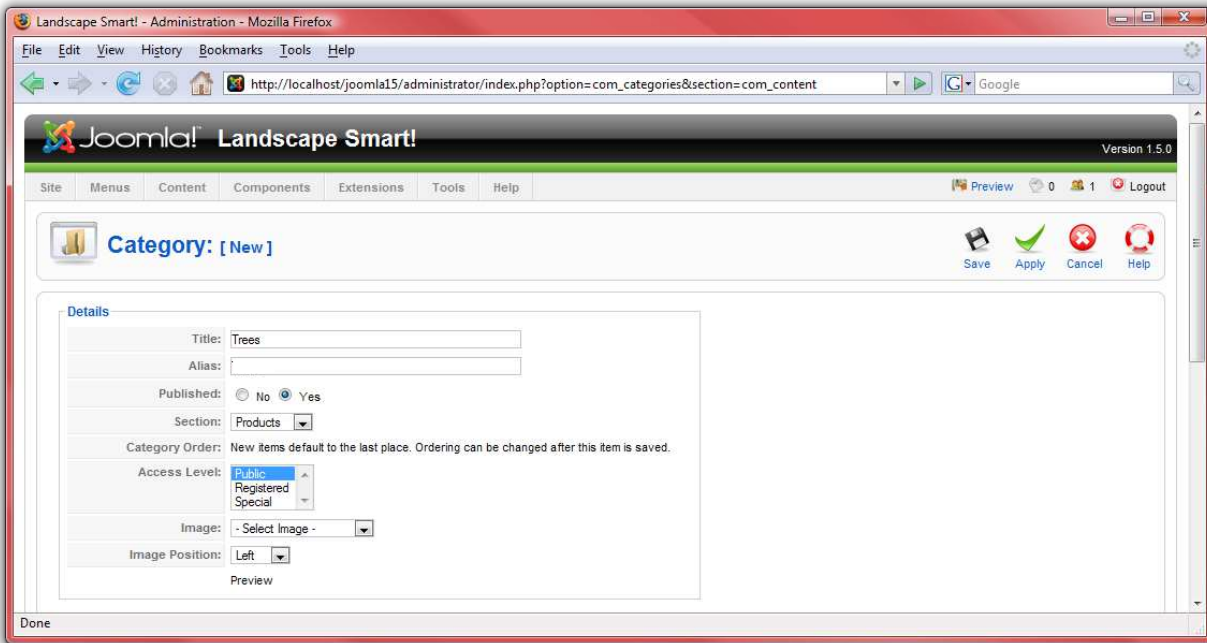 Landscape Smart! - Administration - Mozilla Firefox
File Edit View History Bookmarks Tools Help
http://localhost/joomla15/administrator/index.php?option=com_categories&section=com_content G Google
Joomla! Landscape Smart!
Version 1.5.0
Site Menus Content Components Extensions Tools Help Preview 0 1 Logout
Category: [ New ]
Save Apply Cancel Help
Details
Title: Trees
Alias:
Published: No Yes
Section: Products
Category Order: New items default to the last place. Ordering can be changed after this item is saved.
Access Level: Public
Registered
Special
Image: - Select Image -
Image Position: Left
Preview
Done